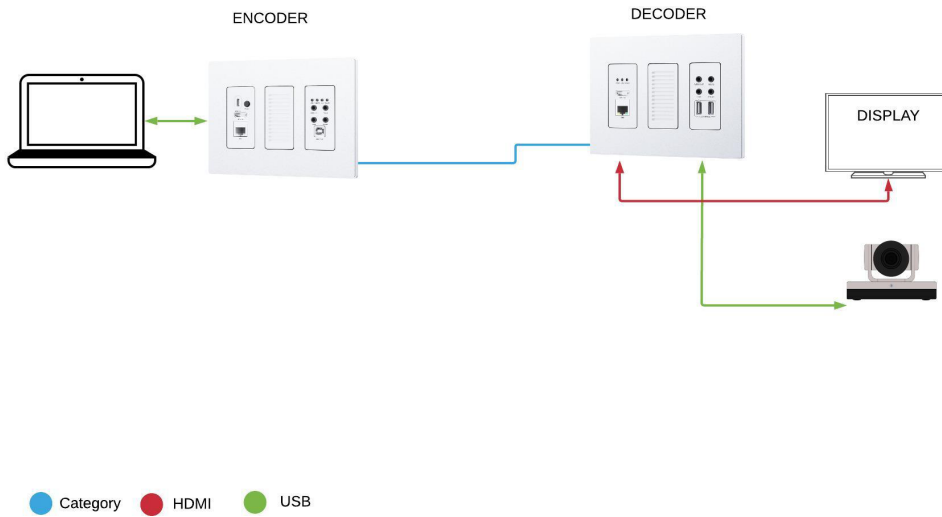 ENCODER
DECODER
DISPLAY
Category
HDMI
USB